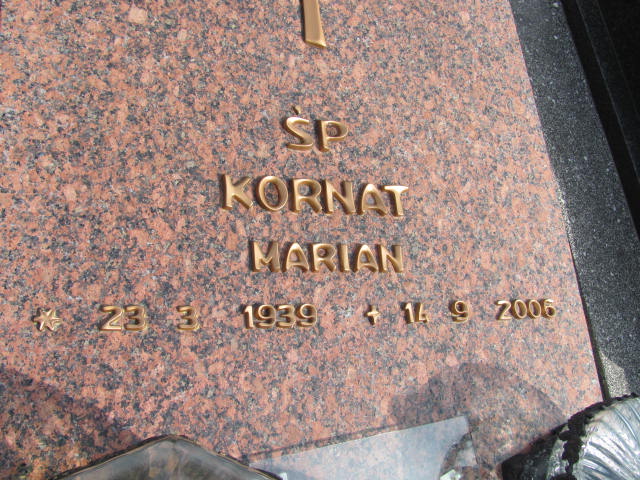 ŚP
KORNAT
MARIAN
* 23 3 1939 + 14 9 2006